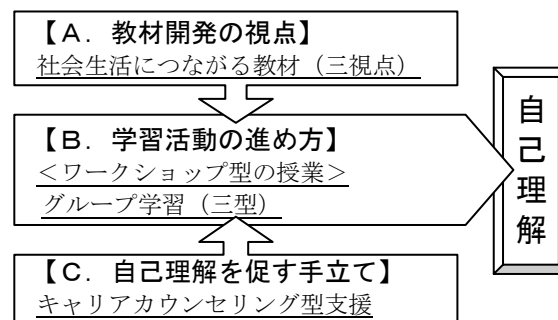 【Ａ．教材開発の視点】
社会生活につながる教材（三視点）
【Ｂ．学習活動の進め方】
＜ワークショップ型の授業＞
グループ学習（三型）
【Ｃ．自己理解を促す手立て】
キャリアカウンセリング型支援
自己理解